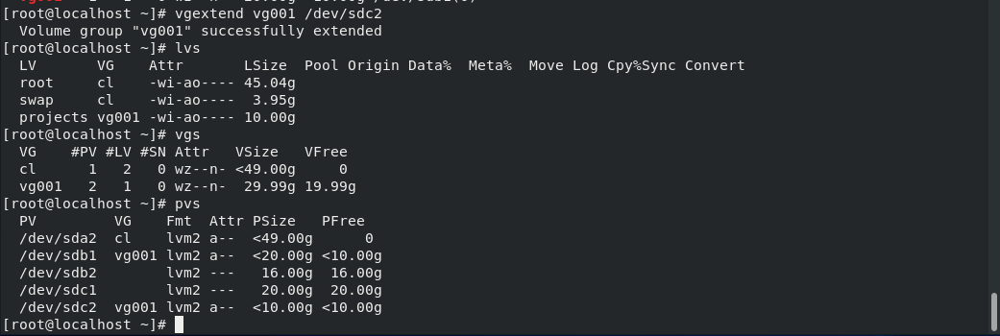 [root@localhost ~]# vgextend vg001 /dev/sdc2
  Volume group "vg001" successfully extended
[root@localhost ~]# lvs
  LV       VG    Attr       LSize  Pool Origin Data%  Meta%  Move Log Cpy%Sync Convert
  root     cl    -wi-ao---- 45.04g
  swap     cl    -wi-ao----  3.95g
  projects vg001 -wi-ao---- 10.00g
[root@localhost ~]# vgs
  VG    #PV #LV #SN Attr   VSize   VFree
  cl      1   2   0 wz--n- <49.00g     0
  vg001   2   1   0 wz--n-  29.99g 19.99g
[root@localhost ~]# pvs
  PV         VG    Fmt  Attr PSize   PFree
  /dev/sda2  cl    lvm2 a--  <49.00g      0
  /dev/sdb1  vg001 lvm2 a--  <20.00g <10.00g
  /dev/sdb2        lvm2 ---   16.00g  16.00g
  /dev/sdc1        lvm2 ---   20.00g  20.00g
  /dev/sdc2  vg001 lvm2 a--  <10.00g <10.00g
[root@localhost ~]#